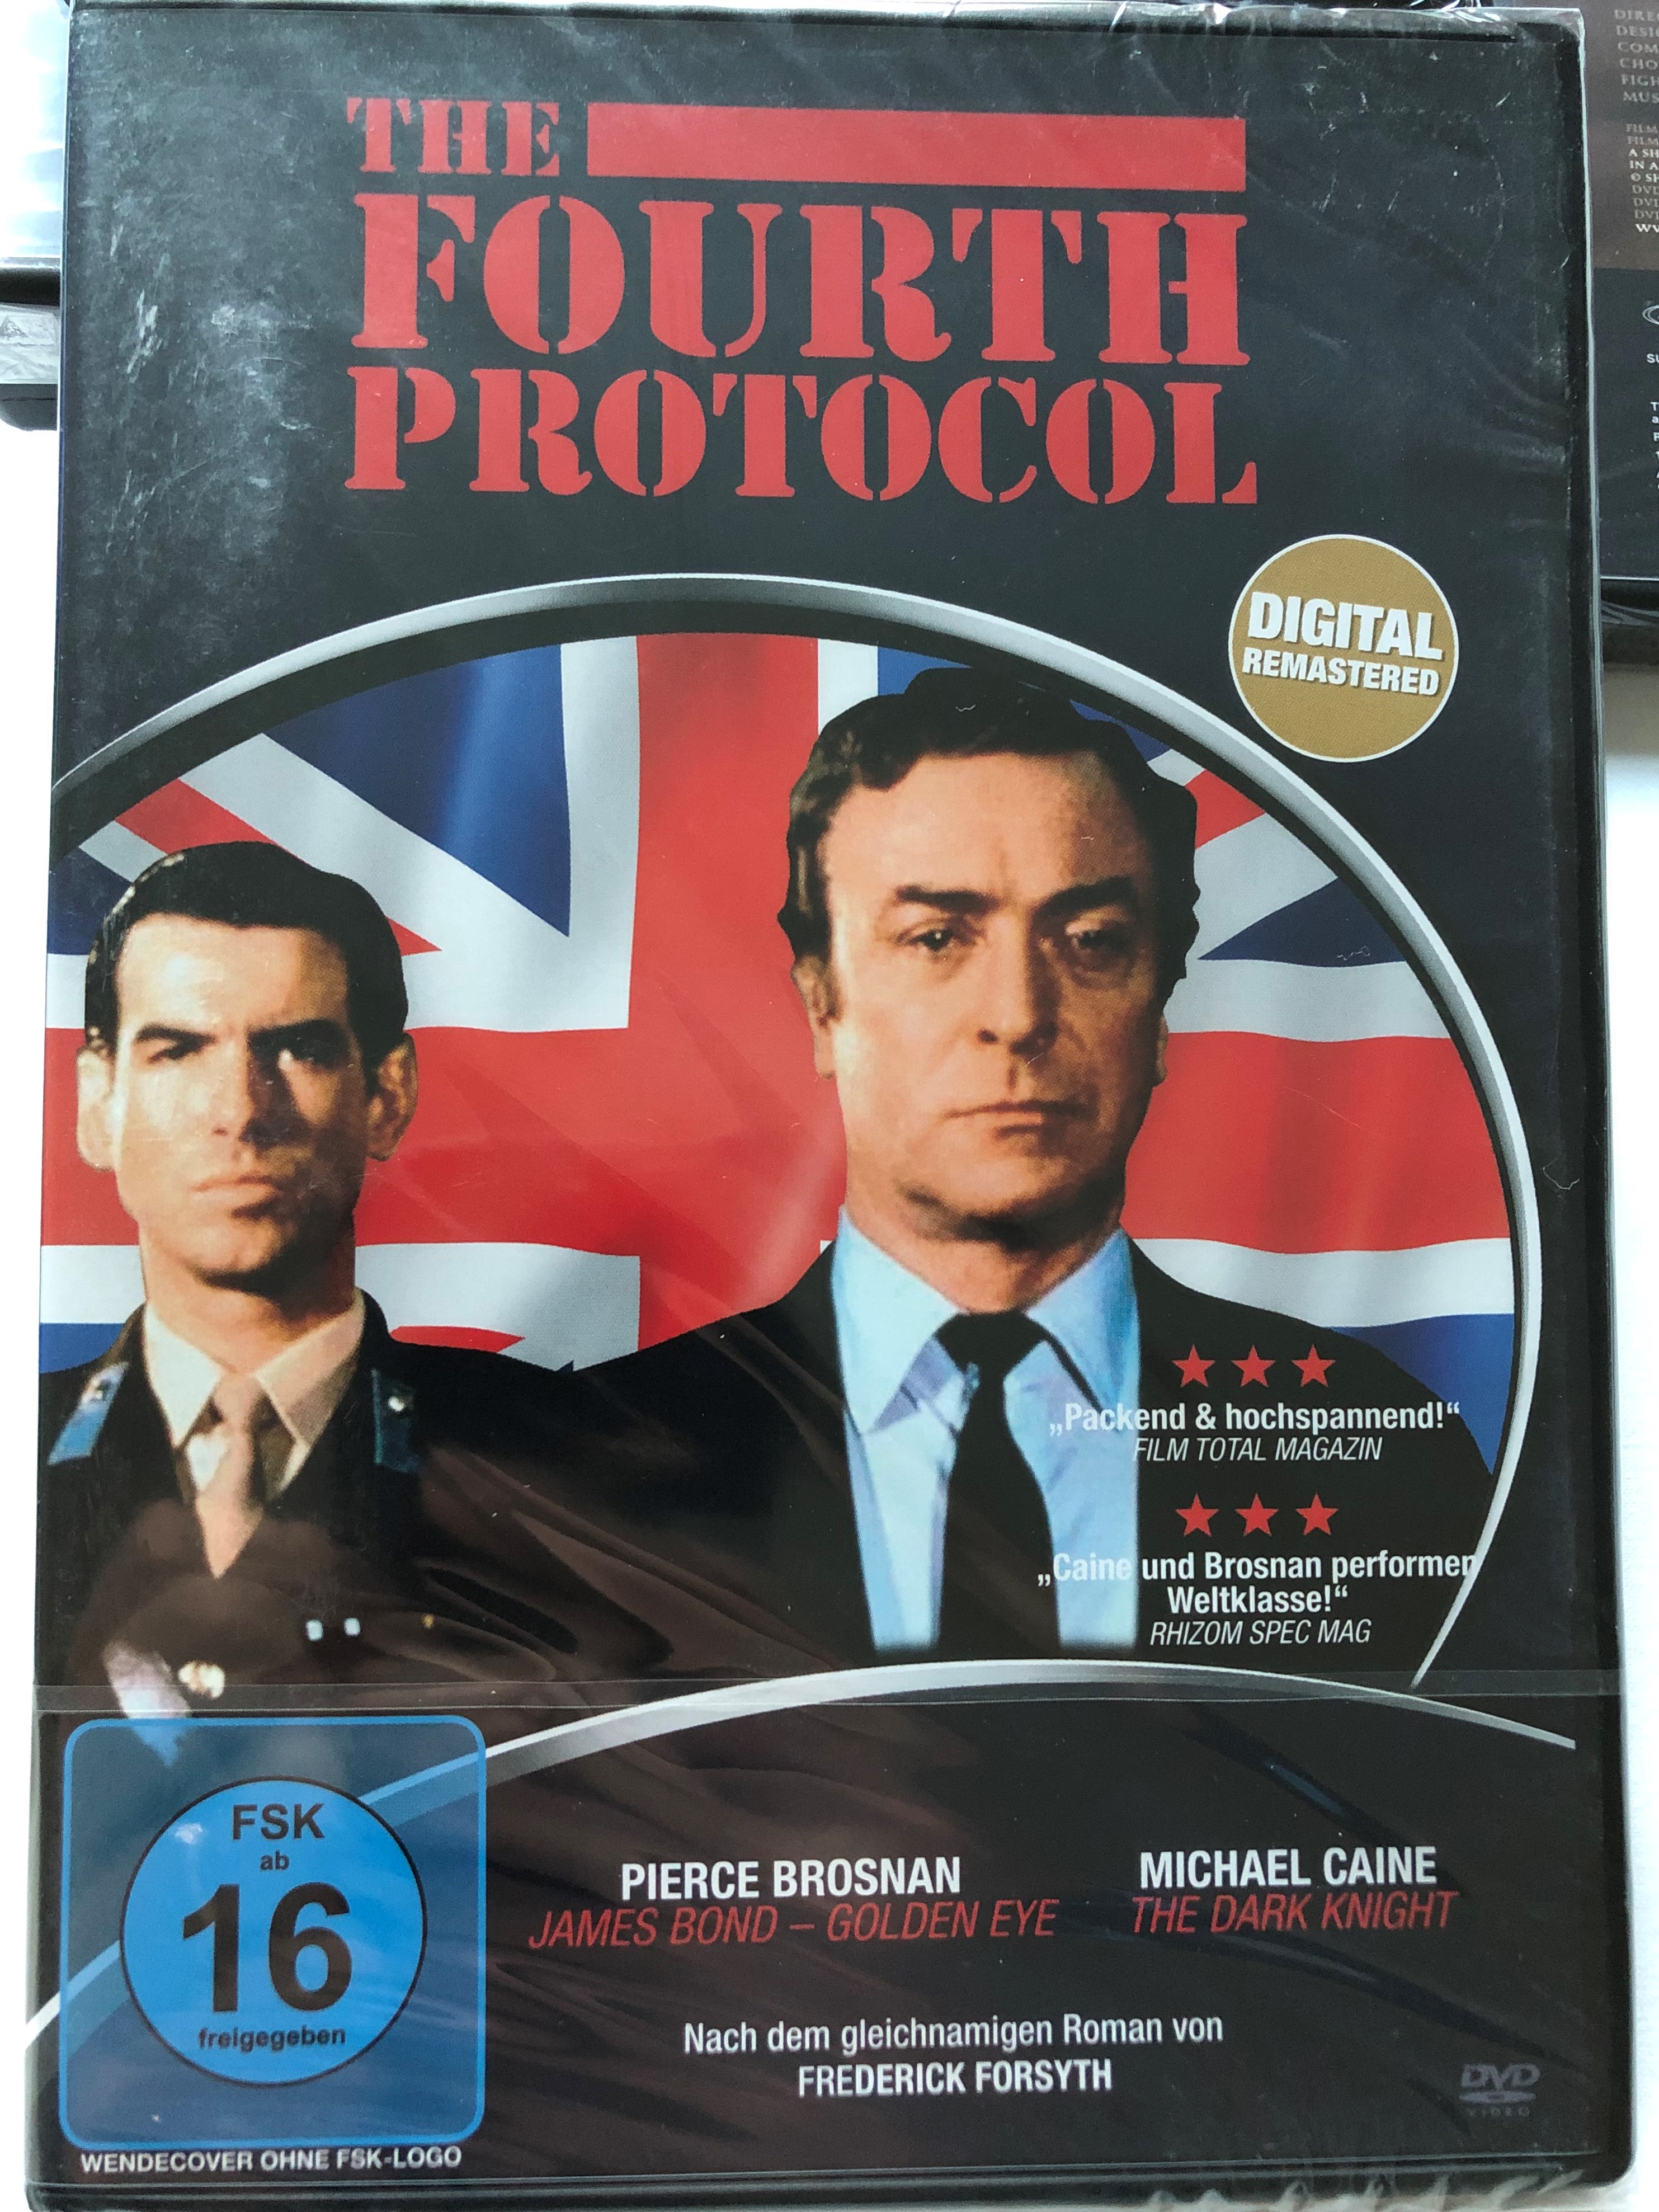 THE
FOURTH
PROTOCOL
DIGITAL
REMASTERED
„Packend & hochspannend!“
FILM TOTAL MAGAZIN
„Caine und Brosnan performen
Weltklasse!“
RHIZOM SPEC MAG
FSK
ab
16
freigegeben
WENDECOVER OHNE FSK-LOGO
PIERCE BROSNAN
JAMES BOND – GOLDEN EYE
MICHAEL CAINE
THE DARK KNIGHT
Nach dem gleichnamigen Roman von
FREDERICK FORSYTH
DVD
VIDEO